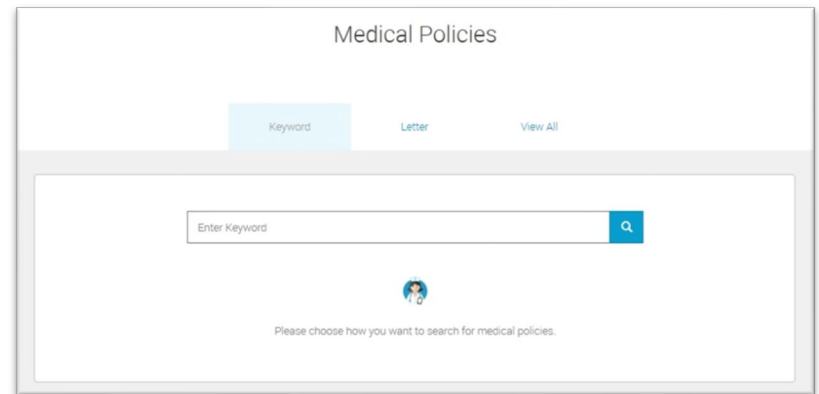 Medical Policies
Keyword Letter View All
Enter Keyword
Please choose how you want to search for medical policies.